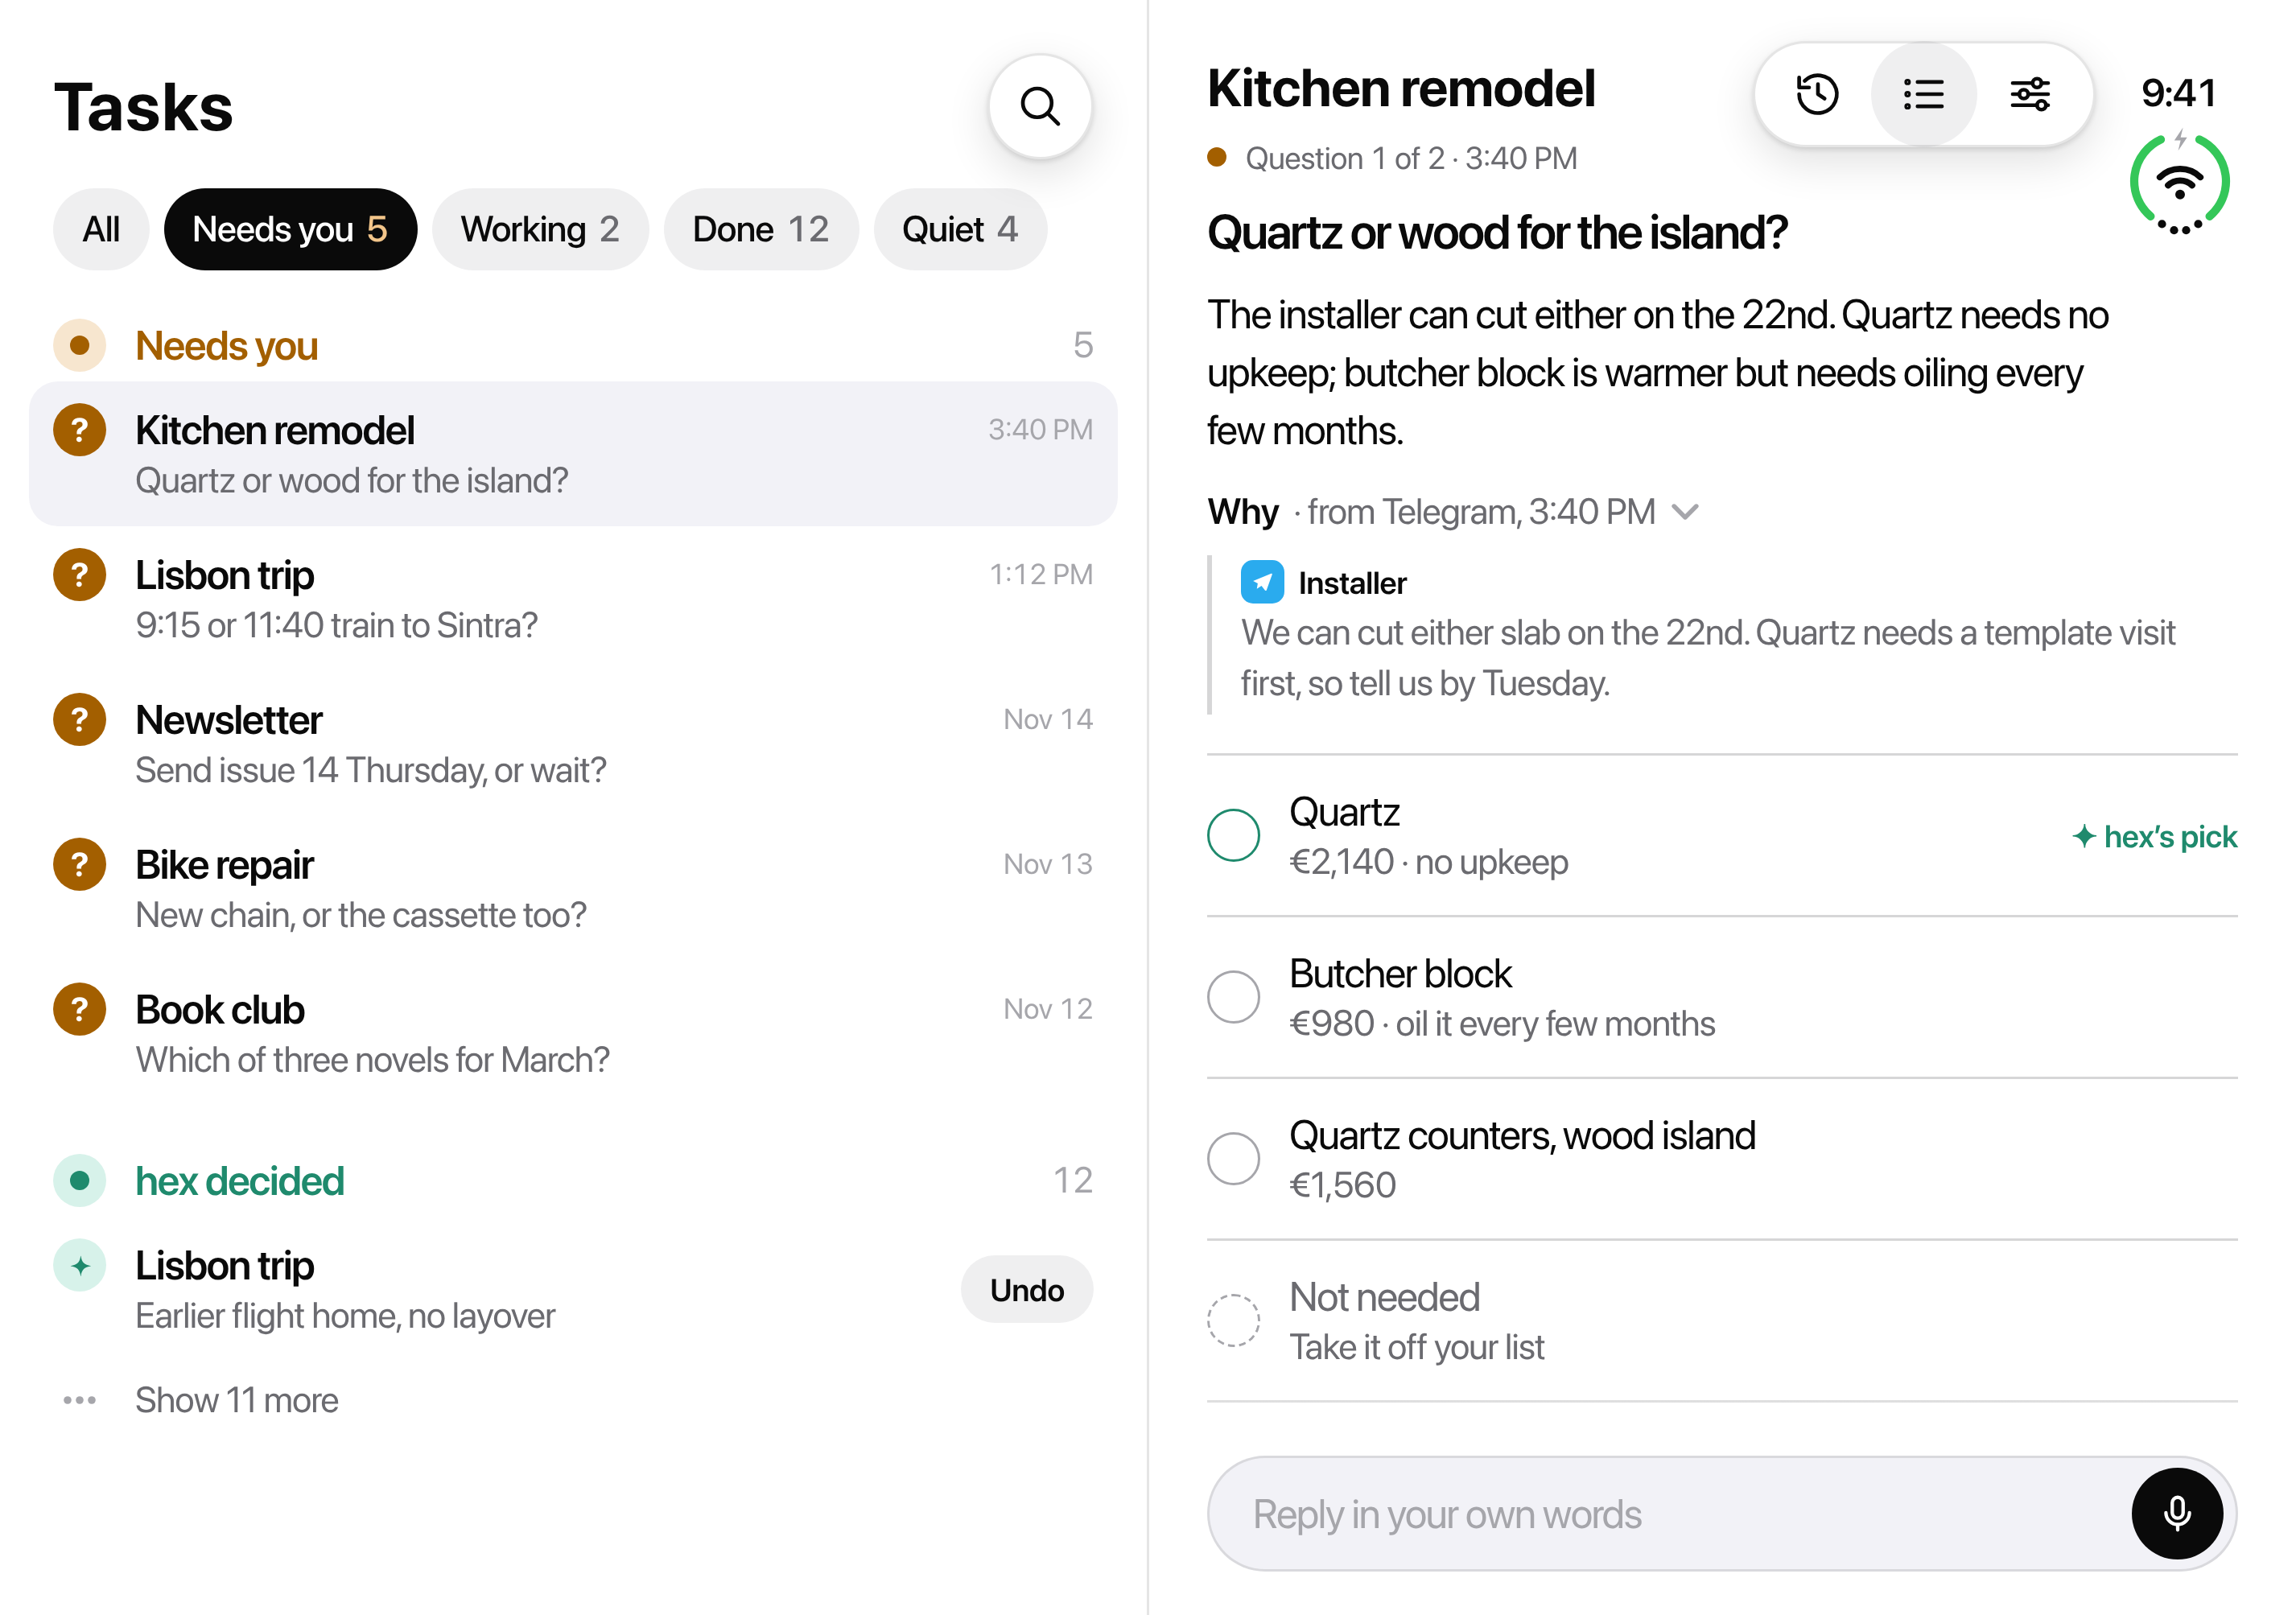 Tasks
All
Needs you 5
Working 2
Done 12
Quiet 4
Needs you 5
Kitchen remodel 3:40 PM
Quartz or wood for the island?
Lisbon trip 1:12 PM
9:15 or 11:40 train to Sintra?
Newsletter Nov 14
Send issue 14 Thursday, or wait?
Bike repair Nov 13
New chain, or the cassette too?
Book club Nov 12
Which of three novels for March?
hex decided 12
Lisbon trip
Earlier flight home, no layover
Undo
Show 11 more
Kitchen remodel
9:41
Question 1 of 2 · 3:40 PM
Quartz or wood for the island?
The installer can cut either on the 22nd. Quartz needs no
upkeep; butcher block is warmer but needs oiling every
few months.
Why · from Telegram, 3:40 PM
Installer
We can cut either slab on the 22nd. Quartz needs a template visit
first, so tell us by Tuesday.
Quartz
€2,140 · no upkeep
hex’s pick
Butcher block
€980 · oil it every few months
Quartz counters, wood island
€1,560
Not needed
Take it off your list
Reply in your own words